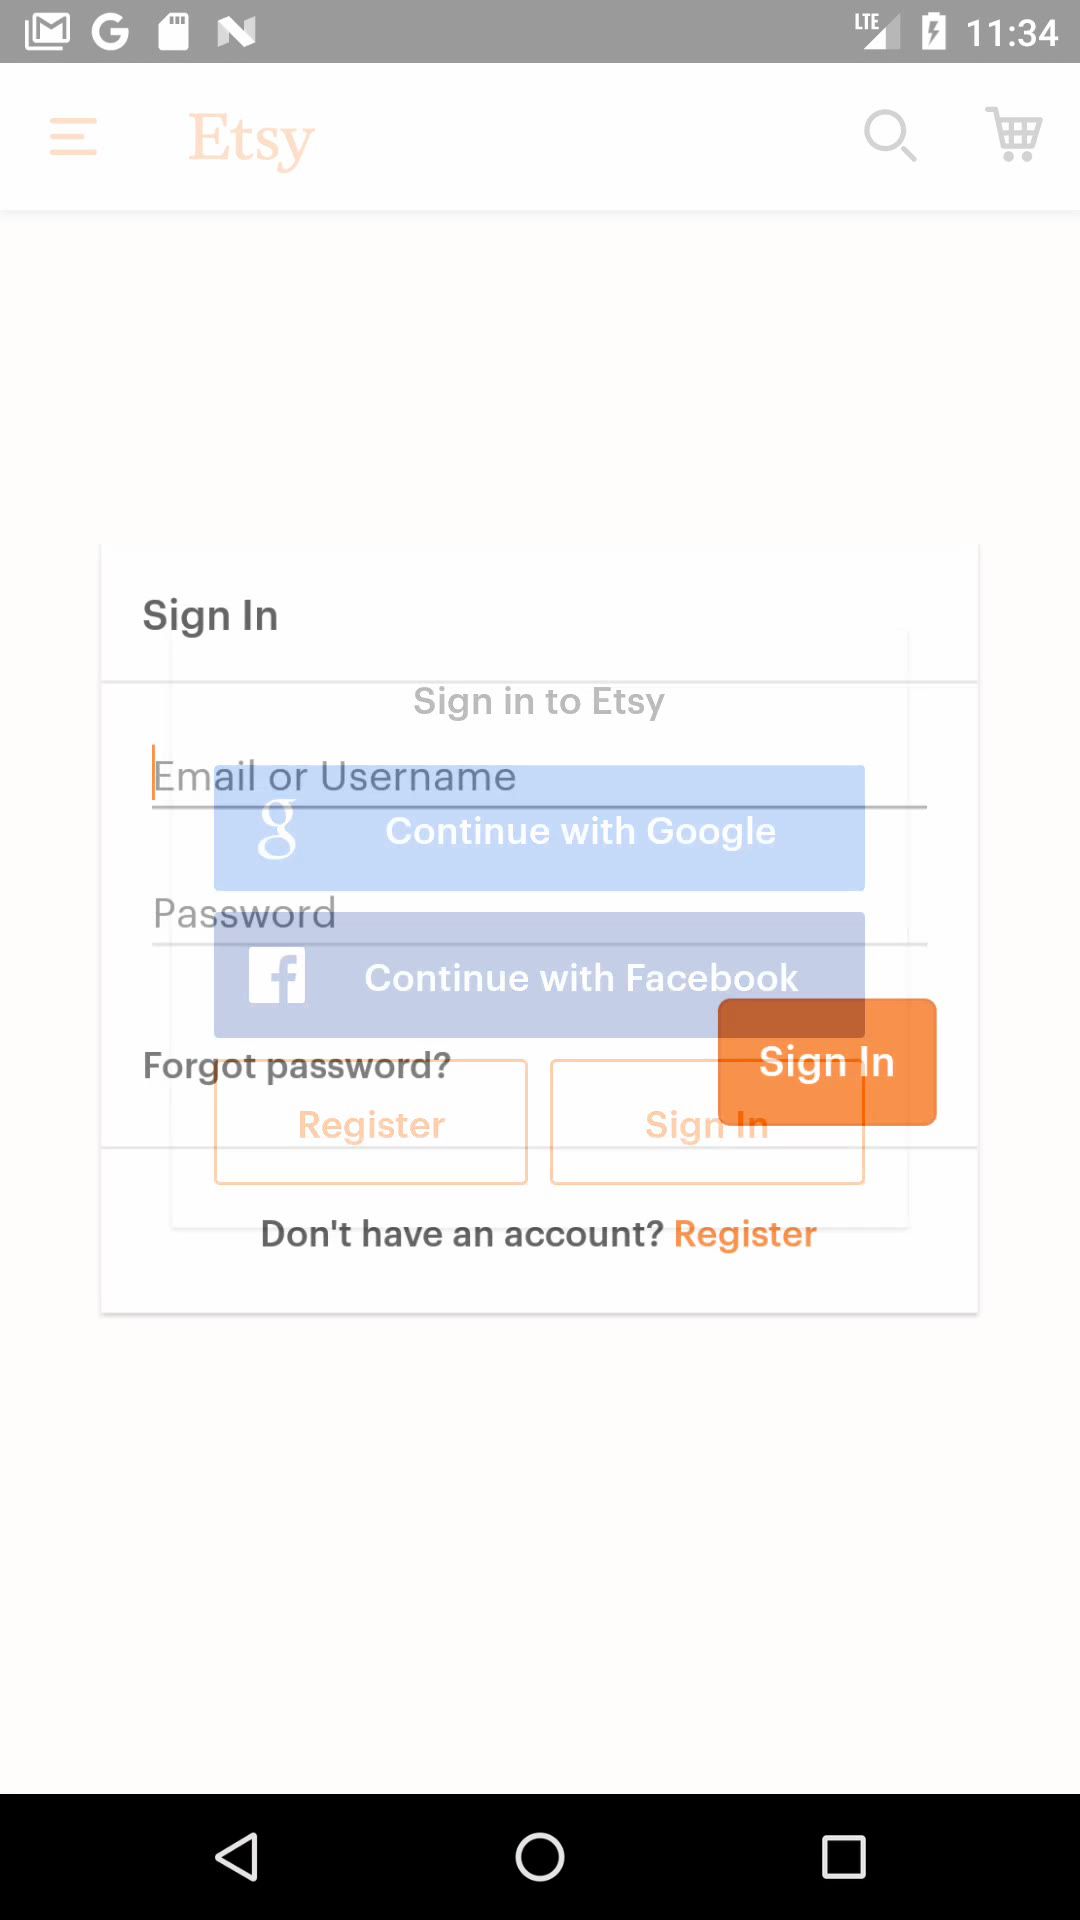 LTE 11:34
Etsy
Sign In
Sign in to Etsy
Email or Username
Continue with Google
Password
Continue with Facebook
Forgot password? Sign In
Register Sign In
Don't have an account? Register